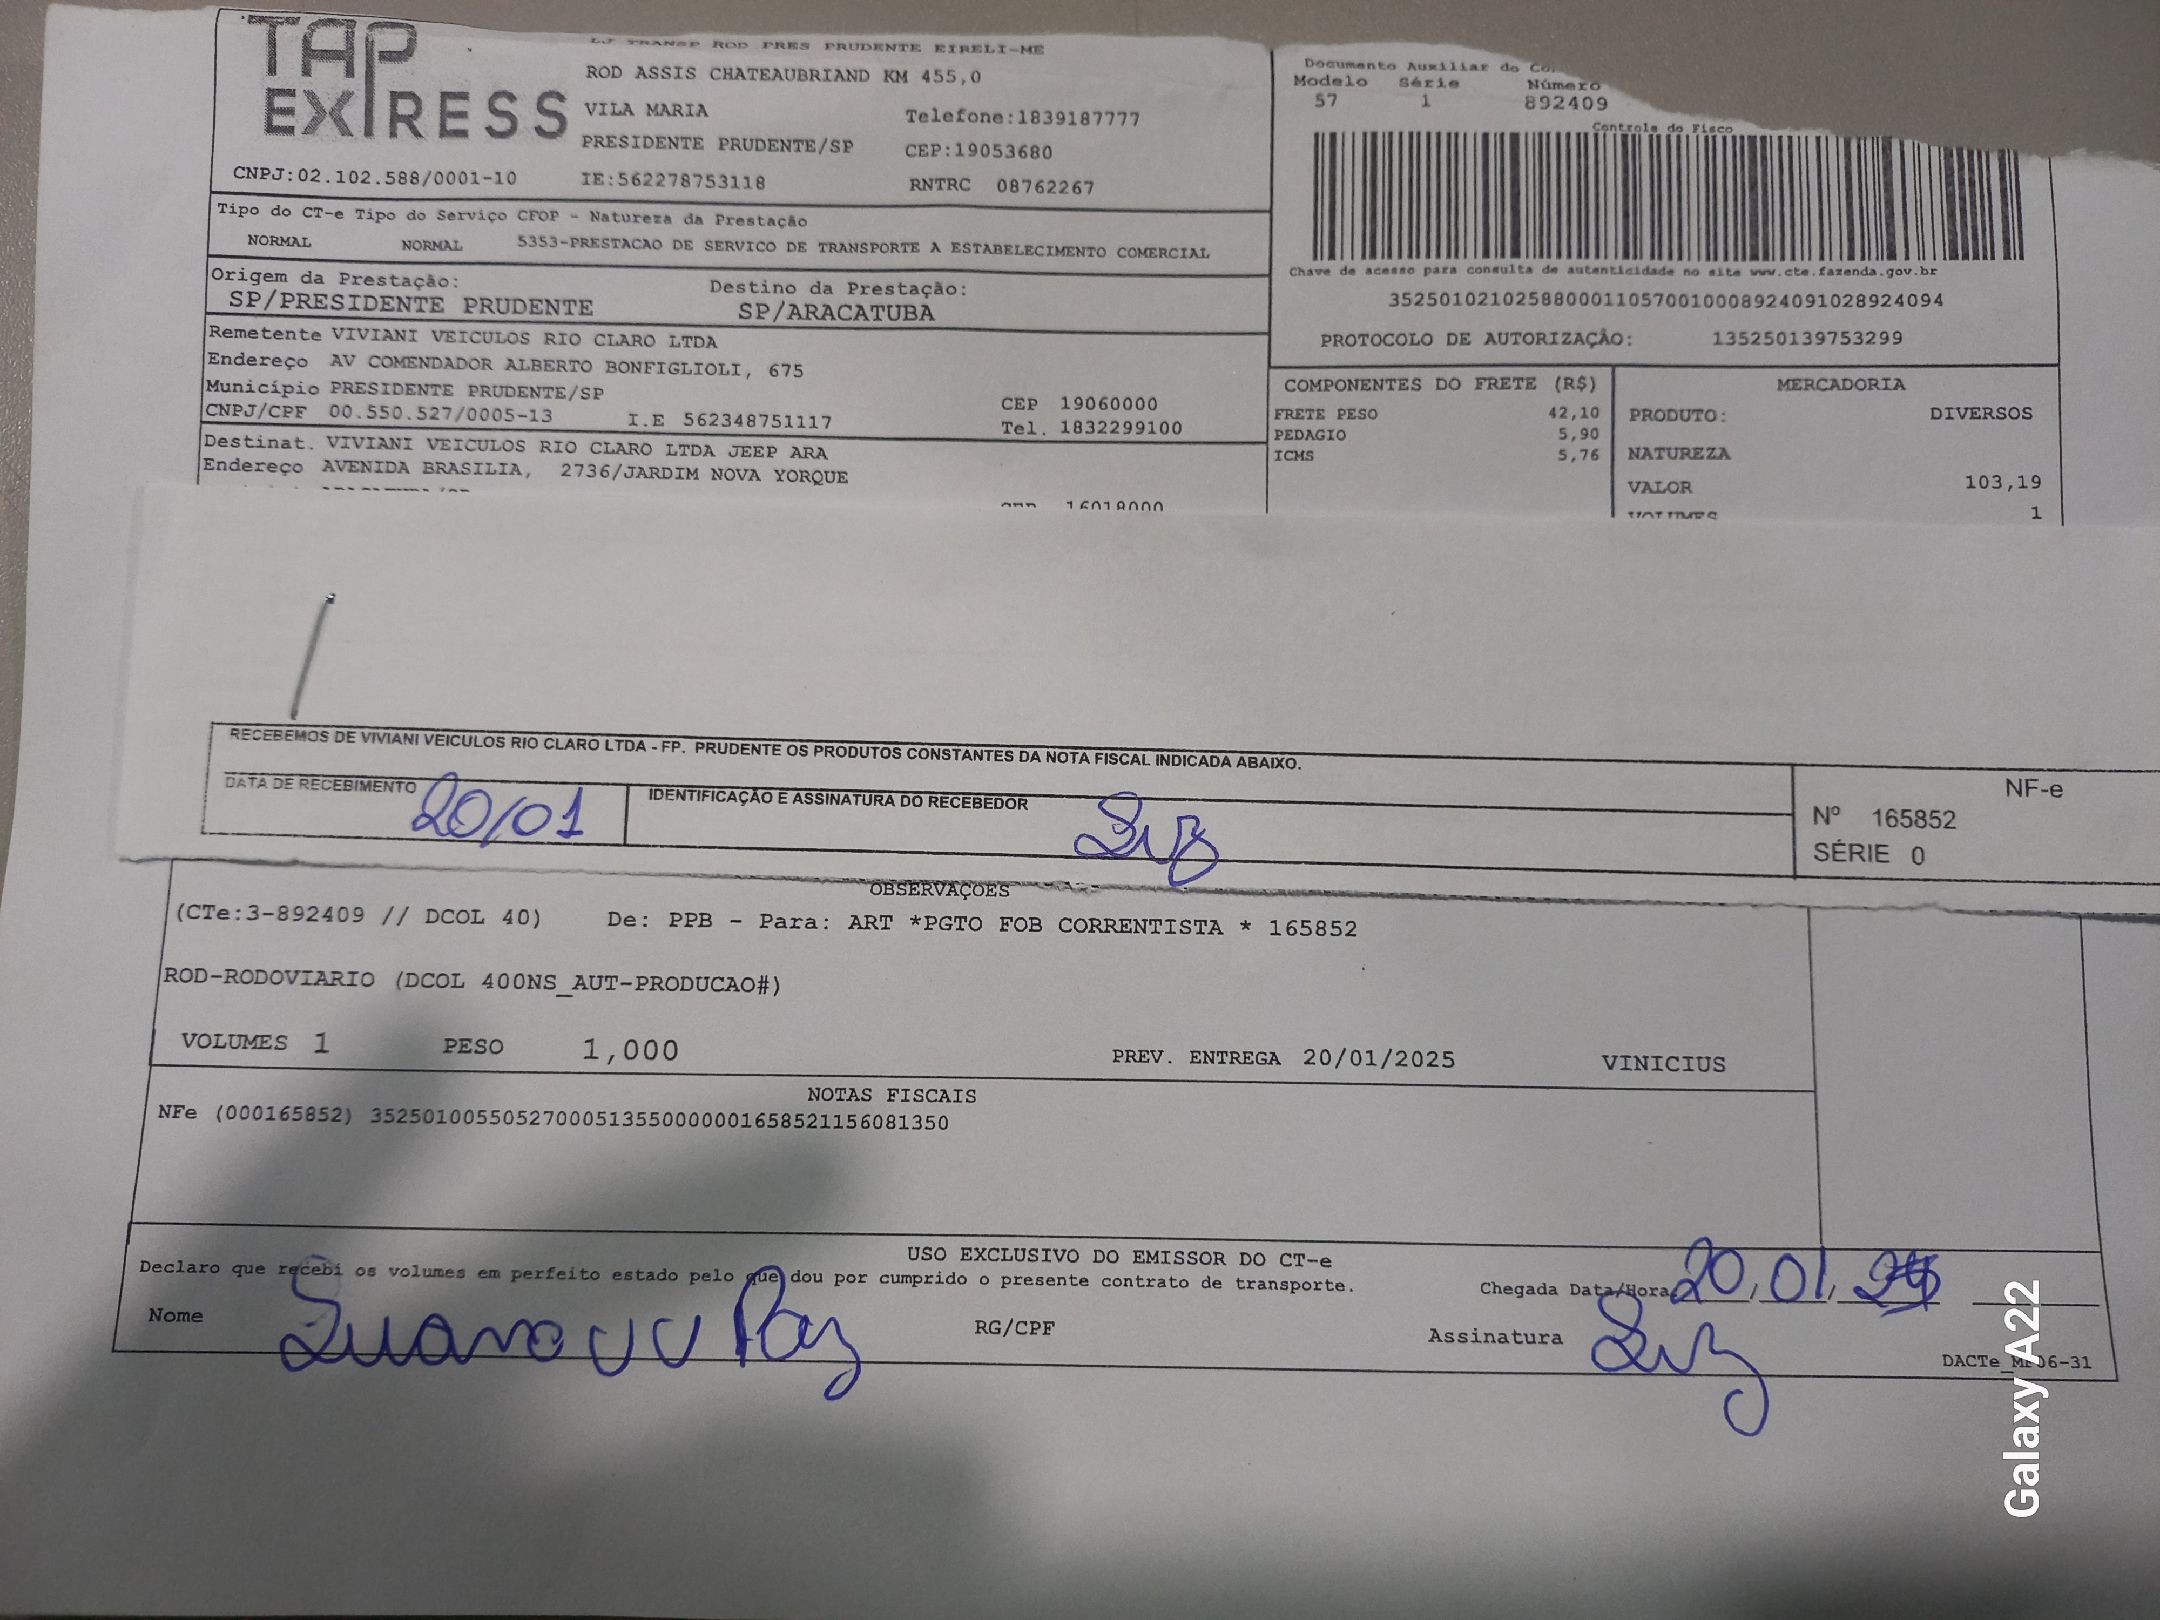 TAP
EXPRESS
LJ TRANSP ROD PRES PRUDENTE EIRELI-ME
ROD ASSIS CHATEAUBRIAND KM 455,0
VILA MARIA Telefone:1839187777
PRESIDENTE PRUDENTE/SP CEP:19053680
CNPJ:02.102.588/0001-10 IE:562278753118 RNTRC 08762267
Tipo do CT-e Tipo do Serviço CFOP - Natureza da Prestação
NORMAL NORMAL 5353-PRESTACAO DE SERVICO DE TRANSPORTE A ESTABELECIMENTO COMERCIAL
Origem da Prestação: Destino da Prestação:
SP/PRESIDENTE PRUDENTE SP/ARACATUBA
Remetente VIVIANI VEICULOS RIO CLARO LTDA
Endereço AV COMENDADOR ALBERTO BONFIGLIOLI, 675
Município PRESIDENTE PRUDENTE/SP CEP 19060000
CNPJ/CPF 00.550.527/0005-13 I.E 562348751117 Tel. 1832299100
Destinat. VIVIANI VEICULOS RIO CLARO LTDA JEEP ARA
Endereço AVENIDA BRASILIA, 2736/JARDIM NOVA YORQUE
16018000
Documento Auxiliar do
Modelo Série Número
57 1 892409
Controle do Fisco
Chave de acesso para consulta de autenticidade no site www.cte.fazenda.gov.br
35250102102588000110570010008924091028924094
PROTOCOLO DE AUTORIZAÇÃO: 135250139753299
COMPONENTES DO FRETE (R$)
FRETE PESO 42,10
PEDAGIO 5,90
ICMS 5,76
MERCADORIA
PRODUTO: DIVERSOS
NATUREZA
VALOR 103,19
VOLUMES 1
RECEBEMOS DE VIVIANI VEICULOS RIO CLARO LTDA - FP. PRUDENTE OS PRODUTOS CONSTANTES DA NOTA FISCAL INDICADA ABAIXO.
DATA DE RECEBIMENTO 20/01
IDENTIFICAÇÃO E ASSINATURA DO RECEBEDOR
NF-e
Nº 165852
SÉRIE 0
OBSERVAÇOES
(CTe:3-892409 // DCOL 40) De: PPB - Para: ART *PGTO FOB CORRENTISTA * 165852
ROD-RODOVIARIO (DCOL 400NS_AUT-PRODUCAO#)
VOLUMES 1 PESO 1,000 PREV. ENTREGA 20/01/2025 VINICIUS
NOTAS FISCAIS
NFe (000165852) 35250100550527000513550000001658521156081350
USO EXCLUSIVO DO EMISSOR DO CT-e
Declaro que recebi os volumes em perfeito estado pelo que dou por cumprido o presente contrato de transporte.
Chegada Data/Hora 20/01/
Nome RG/CPF Assinatura
DACTe_MP06-31
Galaxy A22